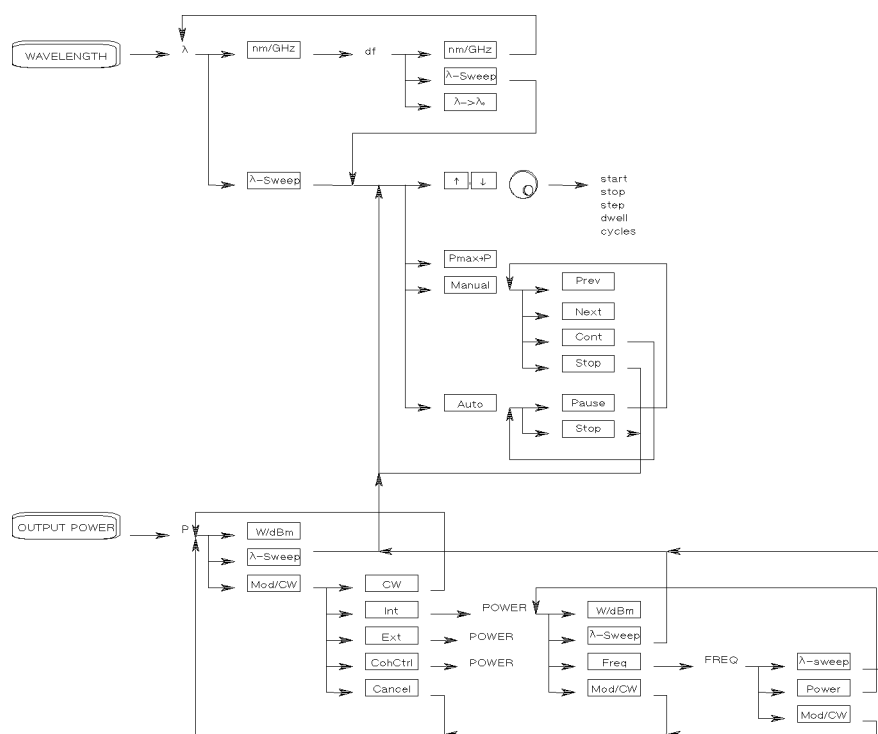 WAVELENGTH
λ
nm/GHz
df
nm/GHz
λ-Sweep
λ->λ₀
λ-Sweep
↑ , ↓
start
stop
step
dwell
cycles
Pmax→P
Manual
Prev
Next
Cont
Stop
Auto
Pause
Stop
OUTPUT POWER
P
W/dBm
λ-Sweep
Mod/CW
CW
Int
POWER
W/dBm
Ext
POWER
λ-Sweep
CohCtrl
POWER
Freq
FREQ
λ-sweep
Cancel
Mod/CW
Power
Mod/CW